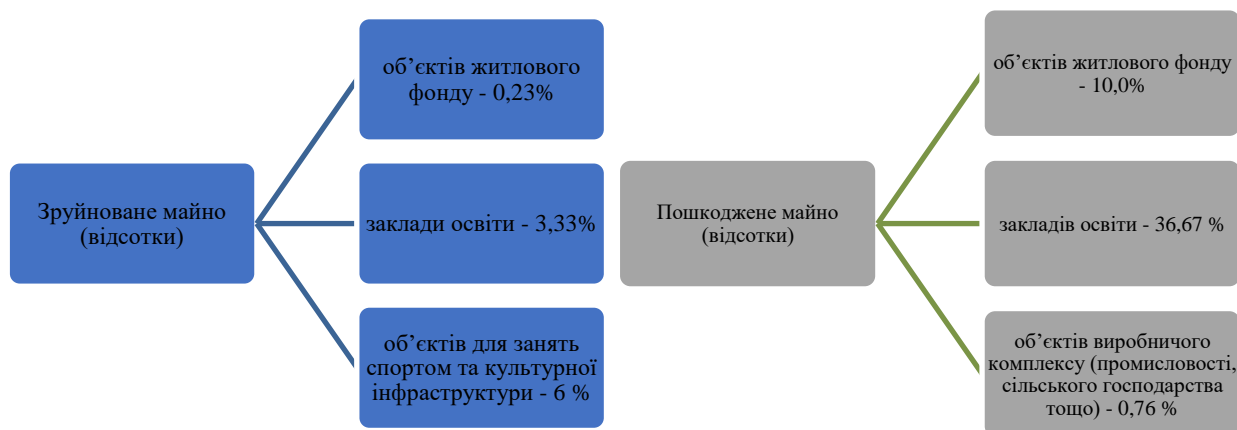 Зруйноване майно
(відсотки)
об’єктів житлового
фонду - 0,23%
заклади освіти - 3,33%
об’єктів для занять
спортом та культурної
інфраструктури - 6 %
Пошкоджене майно
(відсотки)
об’єктів житлового фонду
- 10,0%
закладів освіти - 36,67 %
об’єктів виробничого
комплексу (промисловості,
сільського господарства
тощо) - 0,76 %